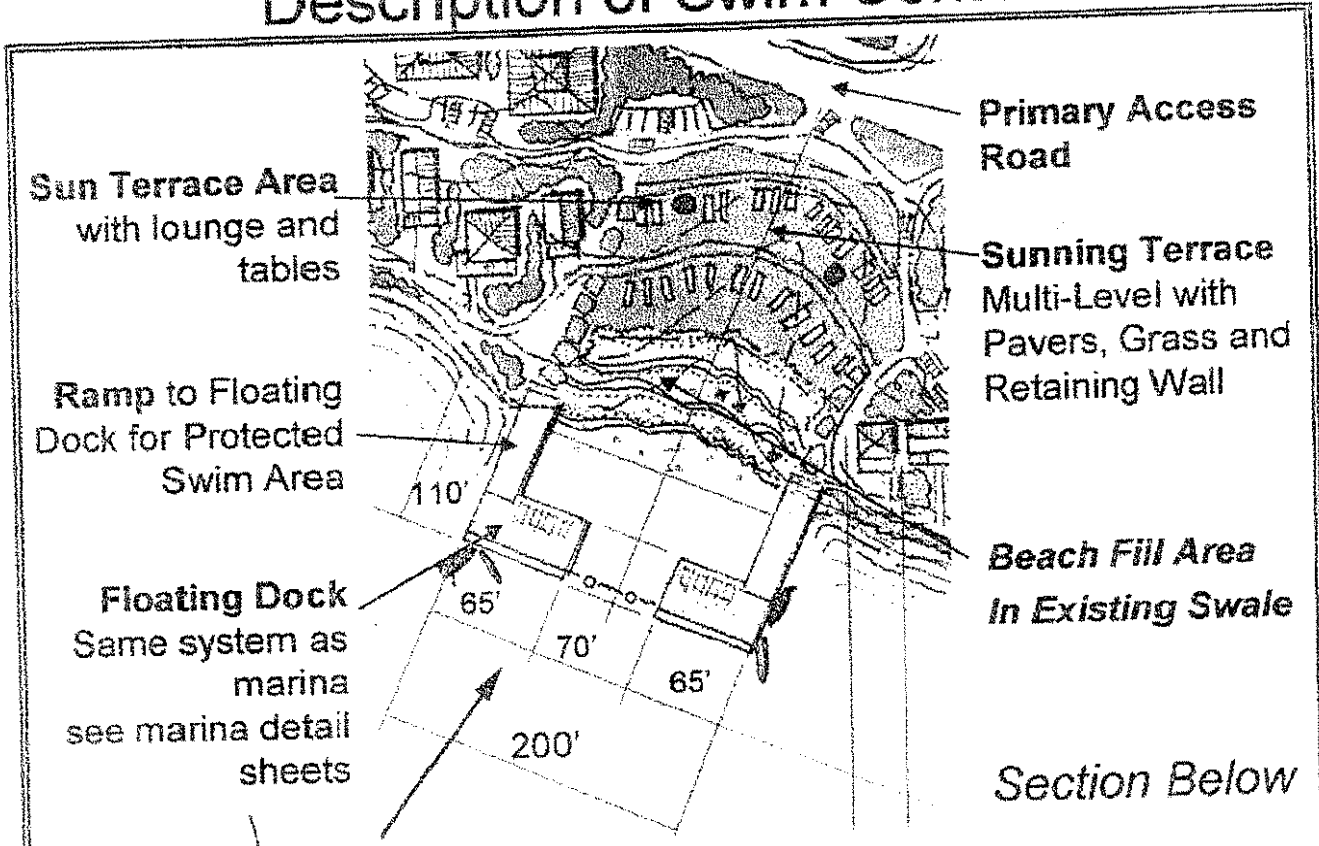 Description of Swim
Primary Access
Road
Sun Terrace Area
with lounge and
tables
Sunning Terrace
Multi-Level with
Pavers, Grass and
Retaining Wall
Ramp to Floating
Dock for Protected
Swim Area
110'
Beach Fill Area
In Existing Swale
Floating Dock
Same system as
marina
see marina detail
sheets
65'
70'
65'
200'
Section Below